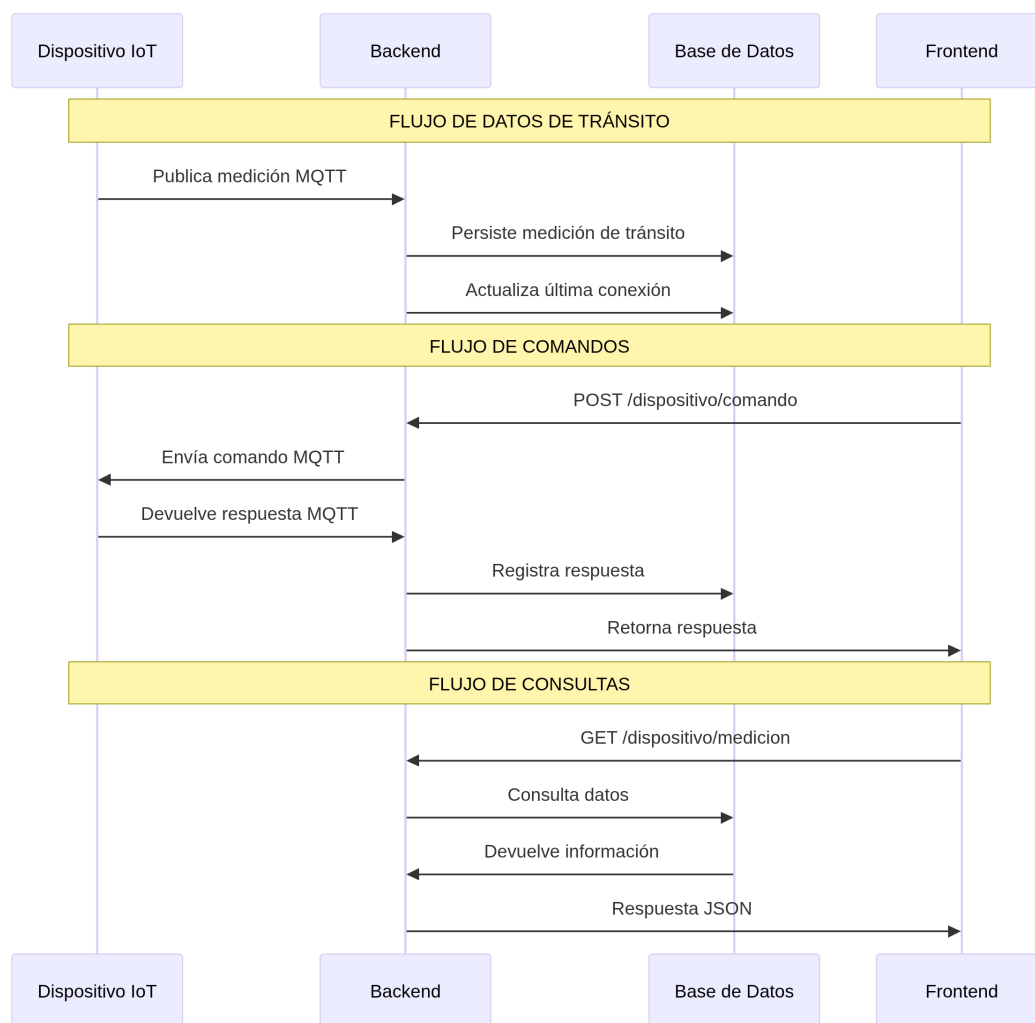 Dispositivo IoT
Backend
Base de Datos
Frontend
FLUJO DE DATOS DE TRÁNSITO
Publica medición MQTT
Persiste medición de tránsito
Actualiza última conexión
FLUJO DE COMANDOS
POST /dispositivo/comando
Envía comando MQTT
Devuelve respuesta MQTT
Registra respuesta
Retorna respuesta
FLUJO DE CONSULTAS
GET /dispositivo/medicion
Consulta datos
Devuelve información
Respuesta JSON
Dispositivo IoT
Backend
Base de Datos
Frontend